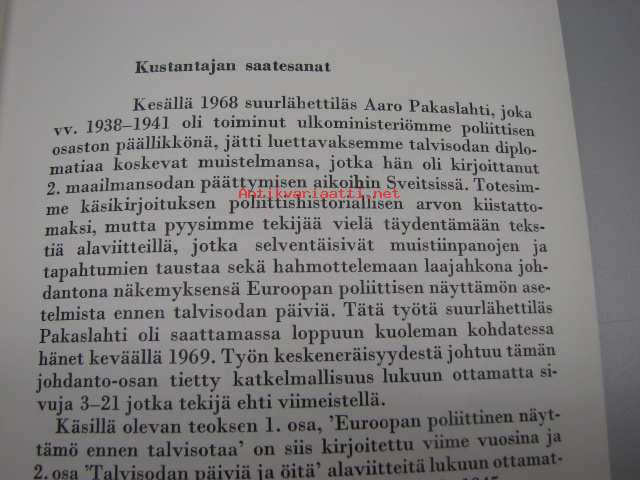 Kustantajan saatesanat
Kesällä 1968 suurlähettiläs Aaro Pakaslahti, joka
vv. 1938–1941 oli toiminut ulkoministeriömme poliittisen
osaston päällikkönä, jätti luettavaksemme talvisodan diplo-
matiaa koskevat muistelmansa, jotka hän oli kirjoittanut
2. maailmansodan päättymisen aikoihin Sveitsissä. Totesim-
Antikvariaatti.net
me käsikirjoituksen poliittishistoriallisen arvon kiistatto-
maksi, mutta pyysimme tekijää vielä täydentämään teks-
tiä alaviitteillä, jotka selventäisivät muistiinpanojen ja
tapahtumien taustaa sekä hahmottelemaan laajahkona joh-
dantona näkemyksensä Euroopan poliittisen näyttämön ase-
telmista ennen talvisodan päiviä. Tätä työtä suurlähettiläs
Pakaslahti oli saattamassa loppuun kuoleman kohdatessa
hänet keväällä 1969. Työn keskeneräisyydestä johtuu tämän
johdanto-osan tietty katkelmallisuus lukuun ottamatta si-
vuja 3–21 jotka tekijä ehti viimeistellä.
Käsillä olevan teoksen 1. osa, 'Euroopan poliittinen näyt-
tämö ennen talvisotaa' on siis kirjoitettu viime vuosina ja
2. osa 'Talvisodan päiviä ja öitä' alaviitteitä lukuun ottamat-